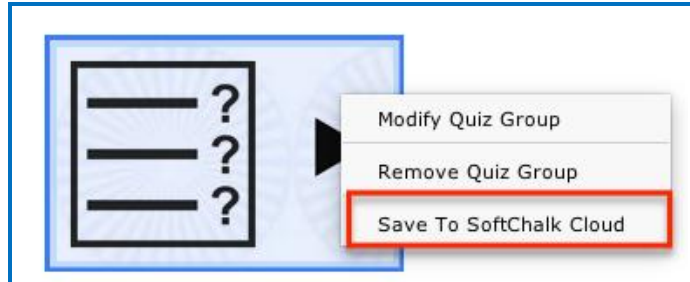 ?
?
?
Modify Quiz Group
Remove Quiz Group
Save To SoftChalk Cloud